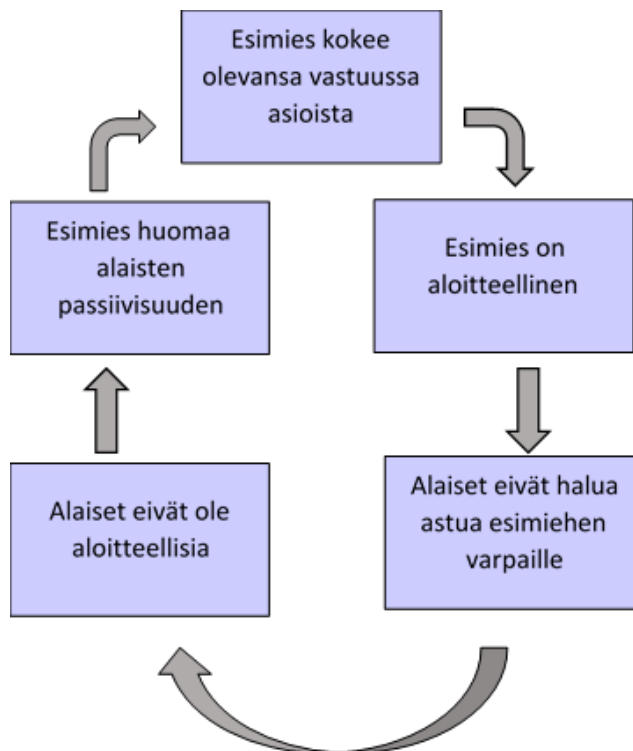 Esimies kokee
olevansa vastuussa
asioista
Esimies on
aloitteellinen
Alaiset eivät halua
astua esimiehen
varpaille
Alaiset eivät ole
aloitteellisia
Esimies huomaa
alaisten
passiivisuuden